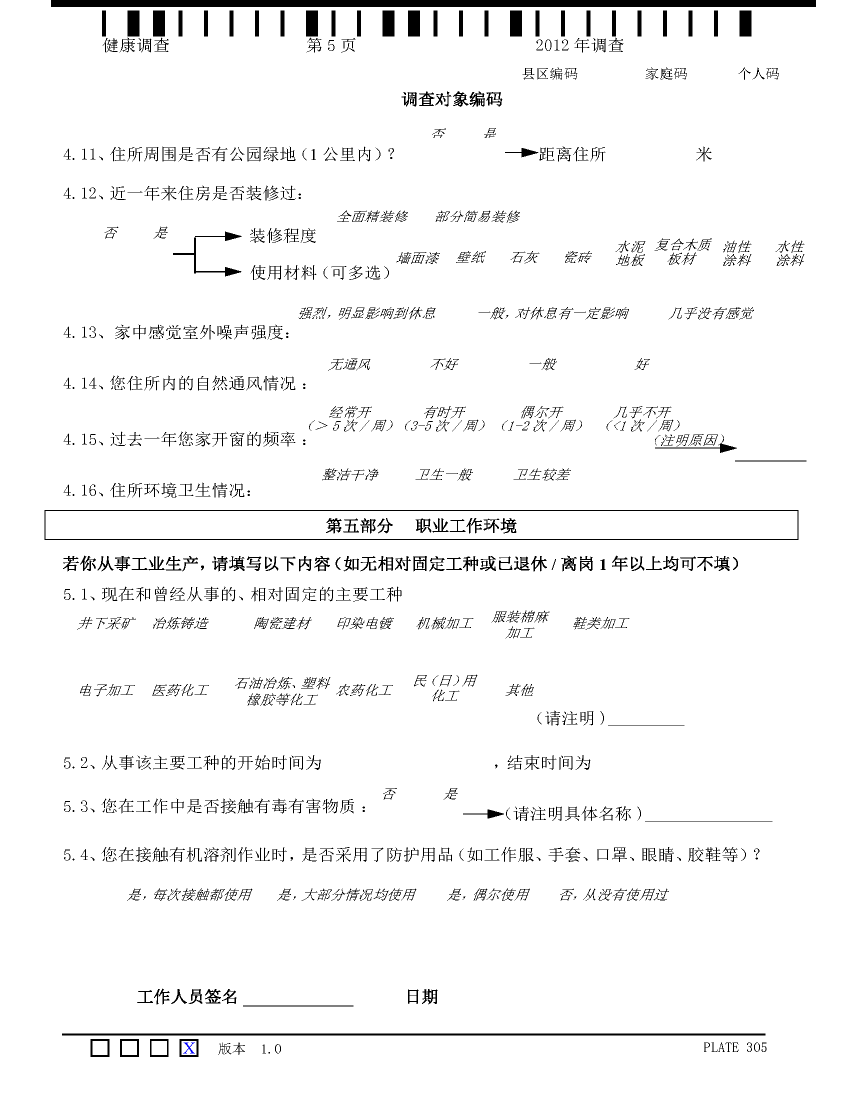 健康调查 第 5 页 2012 年调查
县区编码 家庭码 个人码
调查对象编码
否 是
4.11、住所周围是否有公园绿地（1 公里内）？ 距离住所 米
4.12、近一年来住房是否装修过：
全面精装修 部分简易装修
否 是 装修程度
墙面漆 壁纸 石灰 瓷砖 水泥地板 复合木质板材 油性涂料 水性涂料
使用材料（可多选）
强烈，明显影响到休息 一般，对休息有一定影响 几乎没有感觉
4.13、家中感觉室外噪声强度：
无通风 不好 一般 好
4.14、您住所内的自然通风情况：
经常开 有时开 偶尔开 几乎不开
（＞5次／周） （3-5次／周） （1-2次／周） （<1次／周）
4.15、过去一年您家开窗的频率： （注明原因）
整洁干净 卫生一般 卫生较差
4.16、住所环境卫生情况：
第五部分 职业工作环境
若你从事工业生产，请填写以下内容（如无相对固定工种或已退休 / 离岗 1 年以上均可不填）
5.1、现在和曾经从事的、相对固定的主要工种
井下采矿 冶炼铸造 陶瓷建材 印染电镀 机械加工 服装棉麻加工 鞋类加工
电子加工 医药化工 石油冶炼、塑料橡胶等化工 农药化工 民（日）用化工 其他
（请注明）_________
5.2、从事该主要工种的开始时间为 ，结束时间为
否 是
5.3、您在工作中是否接触有毒有害物质： （请注明具体名称）_______________
5.4、您在接触有机溶剂作业时，是否采用了防护用品（如工作服、手套、口罩、眼睛、胶鞋等）？
是，每次接触都使用 是，大部分情况均使用 是，偶尔使用 否，从没有使用过
工作人员签名 _____________ 日期
X 版本 1.0 PLATE 305